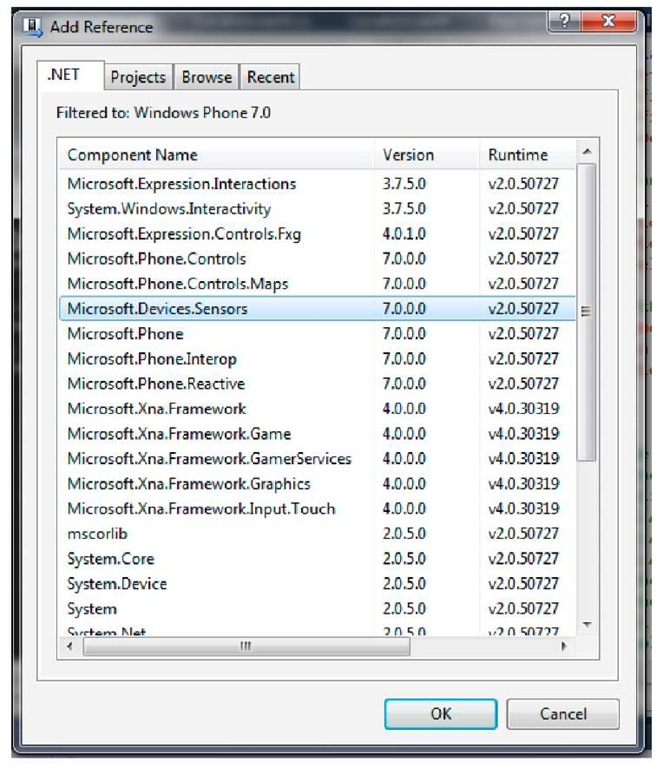 Add Reference
.NET Projects Browse Recent
Filtered to: Windows Phone 7.0
Component Name Version Runtime
Microsoft.Expression.Interactions 3.7.5.0 v2.0.50727
System.Windows.Interactivity 3.7.5.0 v2.0.50727
Microsoft.Expression.Controls.Fxg 4.0.1.0 v2.0.50727
Microsoft.Phone.Controls 7.0.0.0 v2.0.50727
Microsoft.Phone.Controls.Maps 7.0.0.0 v2.0.50727
Microsoft.Devices.Sensors 7.0.0.0 v2.0.50727
Microsoft.Phone 7.0.0.0 v2.0.50727
Microsoft.Phone.Interop 7.0.0.0 v2.0.50727
Microsoft.Phone.Reactive 7.0.0.0 v2.0.50727
Microsoft.Xna.Framework 4.0.0.0 v4.0.30319
Microsoft.Xna.Framework.Game 4.0.0.0 v4.0.30319
Microsoft.Xna.Framework.GamerServices 4.0.0.0 v4.0.30319
Microsoft.Xna.Framework.Graphics 4.0.0.0 v4.0.30319
Microsoft.Xna.Framework.Input.Touch 4.0.0.0 v4.0.30319
mscorlib 2.0.5.0 v2.0.50727
System.Core 2.0.5.0 v2.0.50727
System.Device 2.0.5.0 v2.0.50727
System 2.0.5.0 v2.0.50727
System.Net 2.0.5.0 v2.0.50727
OK Cancel